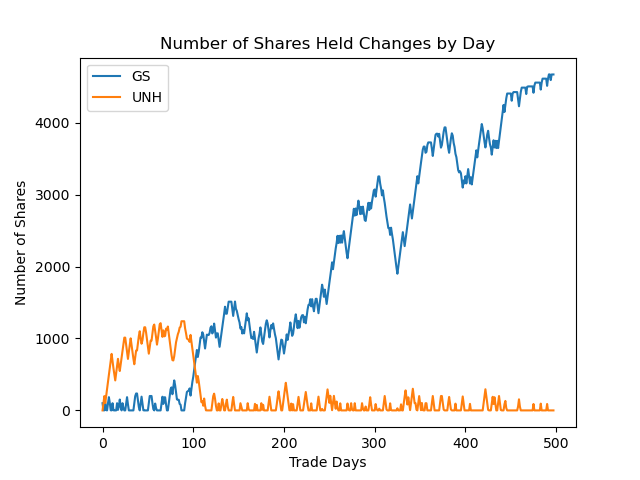 Number of Shares Held Changes by Day
GS
UNH
4000
3000
2000
1000
0
Number of Shares
0 100 200 300 400 500
Trade Days